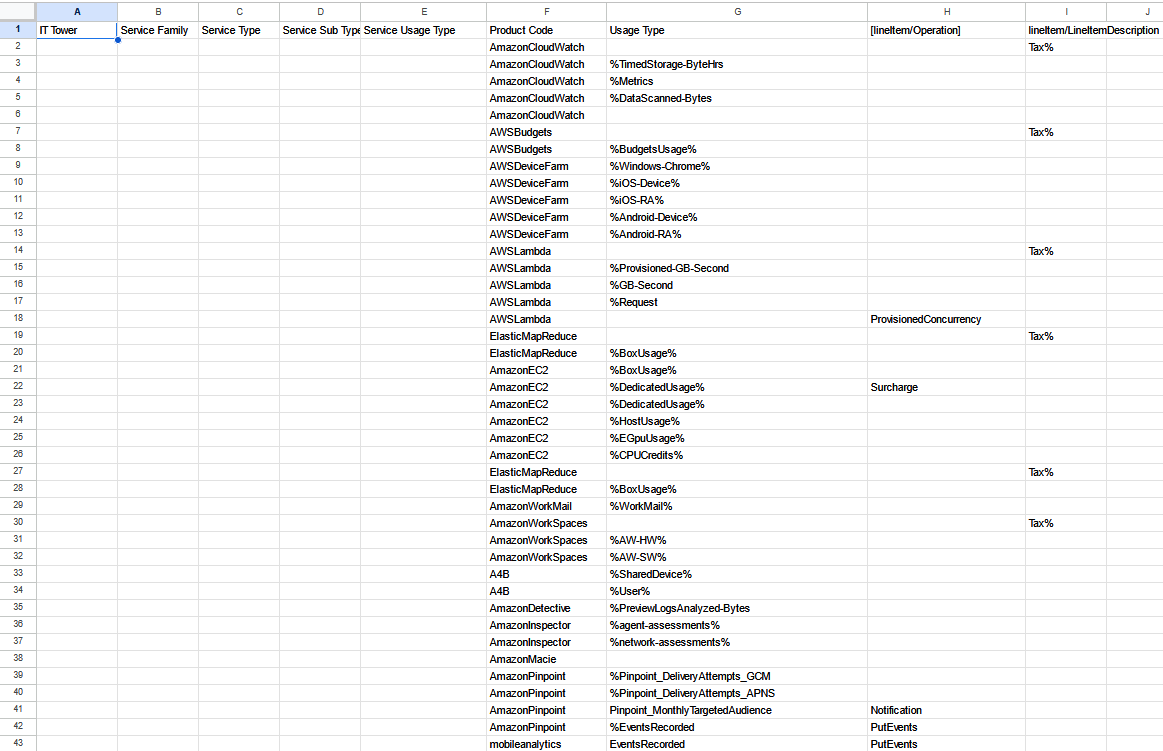 A B C D E F G H I J
1 IT Tower Service Family Service Type Service Sub Type Service Usage Type Product Code Usage Type [lineItem/Operation] lineItem/LineItemDescription
2 AmazonCloudWatch Tax%
3 AmazonCloudWatch %TimedStorage-ByteHrs
4 AmazonCloudWatch %Metrics
5 AmazonCloudWatch %DataScanned-Bytes
6 AmazonCloudWatch
7 AWSBudgets Tax%
8 AWSBudgets %BudgetsUsage%
9 AWSDeviceFarm %Windows-Chrome%
10 AWSDeviceFarm %iOS-Device%
11 AWSDeviceFarm %iOS-RA%
12 AWSDeviceFarm %Android-Device%
13 AWSDeviceFarm %Android-RA%
14 AWSLambda Tax%
15 AWSLambda %Provisioned-GB-Second
16 AWSLambda %GB-Second
17 AWSLambda %Request
18 AWSLambda ProvisionedConcurrency
19 ElasticMapReduce Tax%
20 ElasticMapReduce %BoxUsage%
21 AmazonEC2 %BoxUsage%
22 AmazonEC2 %DedicatedUsage% Surcharge
23 AmazonEC2 %DedicatedUsage%
24 AmazonEC2 %HostUsage%
25 AmazonEC2 %EGpuUsage%
26 AmazonEC2 %CPUCredits%
27 ElasticMapReduce Tax%
28 ElasticMapReduce %BoxUsage%
29 AmazonWorkMail %WorkMail%
30 AmazonWorkSpaces Tax%
31 AmazonWorkSpaces %AW-HW%
32 AmazonWorkSpaces %AW-SW%
33 A4B %SharedDevice%
34 A4B %User%
35 AmazonDetective %PreviewLogsAnalyzed-Bytes
36 AmazonInspector %agent-assessments%
37 AmazonInspector %network-assessments%
38 AmazonMacie
39 AmazonPinpoint %Pinpoint_DeliveryAttempts_GCM
40 AmazonPinpoint %Pinpoint_DeliveryAttempts_APNS
41 AmazonPinpoint Pinpoint_MonthlyTargetedAudience Notification
42 AmazonPinpoint %EventsRecorded PutEvents
43 mobileanalytics EventsRecorded PutEvents